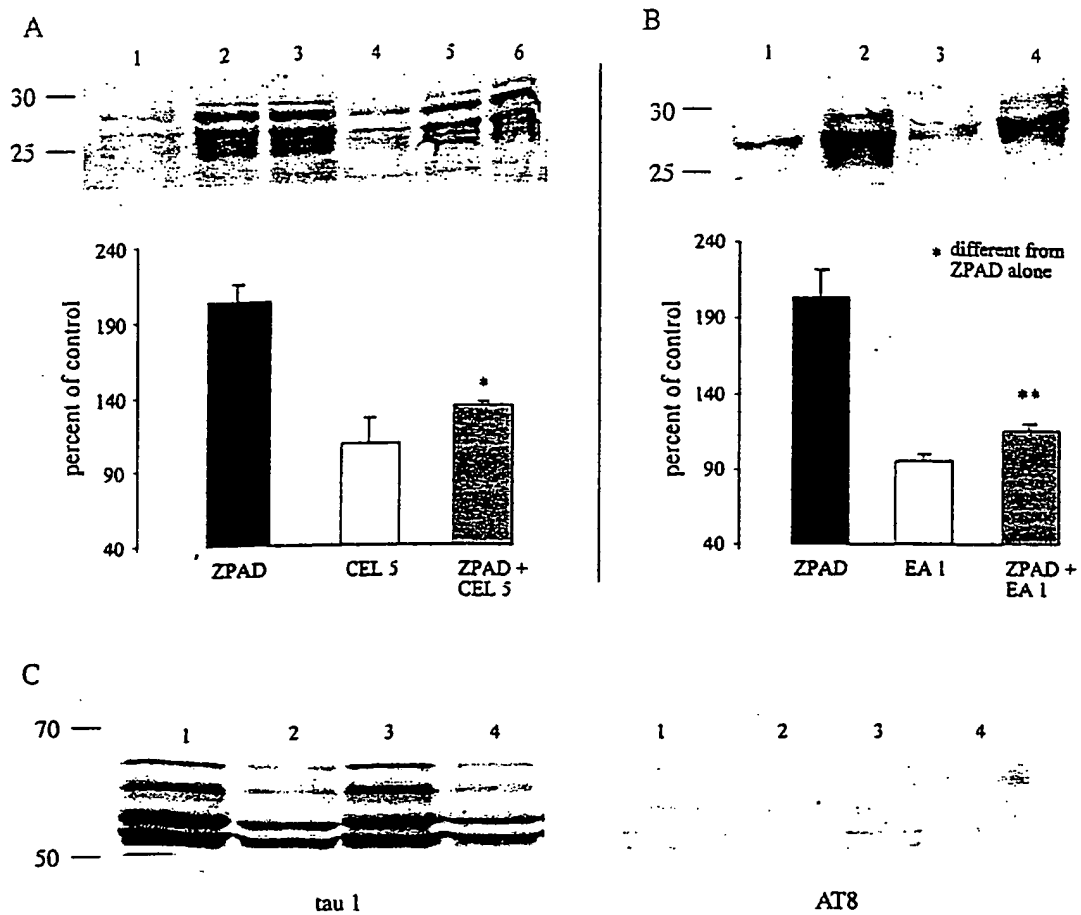 A
1 2 3 4 5 6
30
25
240
190
140
90
40
percent of control
*
ZPAD
CEL 5
ZPAD +
CEL 5
B
1 2 3 4
30
25
240
190
140
90
40
percent of control
* different from
ZPAD alone
**
ZPAD
EA 1
ZPAD +
EA 1
C
70
50
1 2 3 4
tau 1
1 2 3 4
AT8